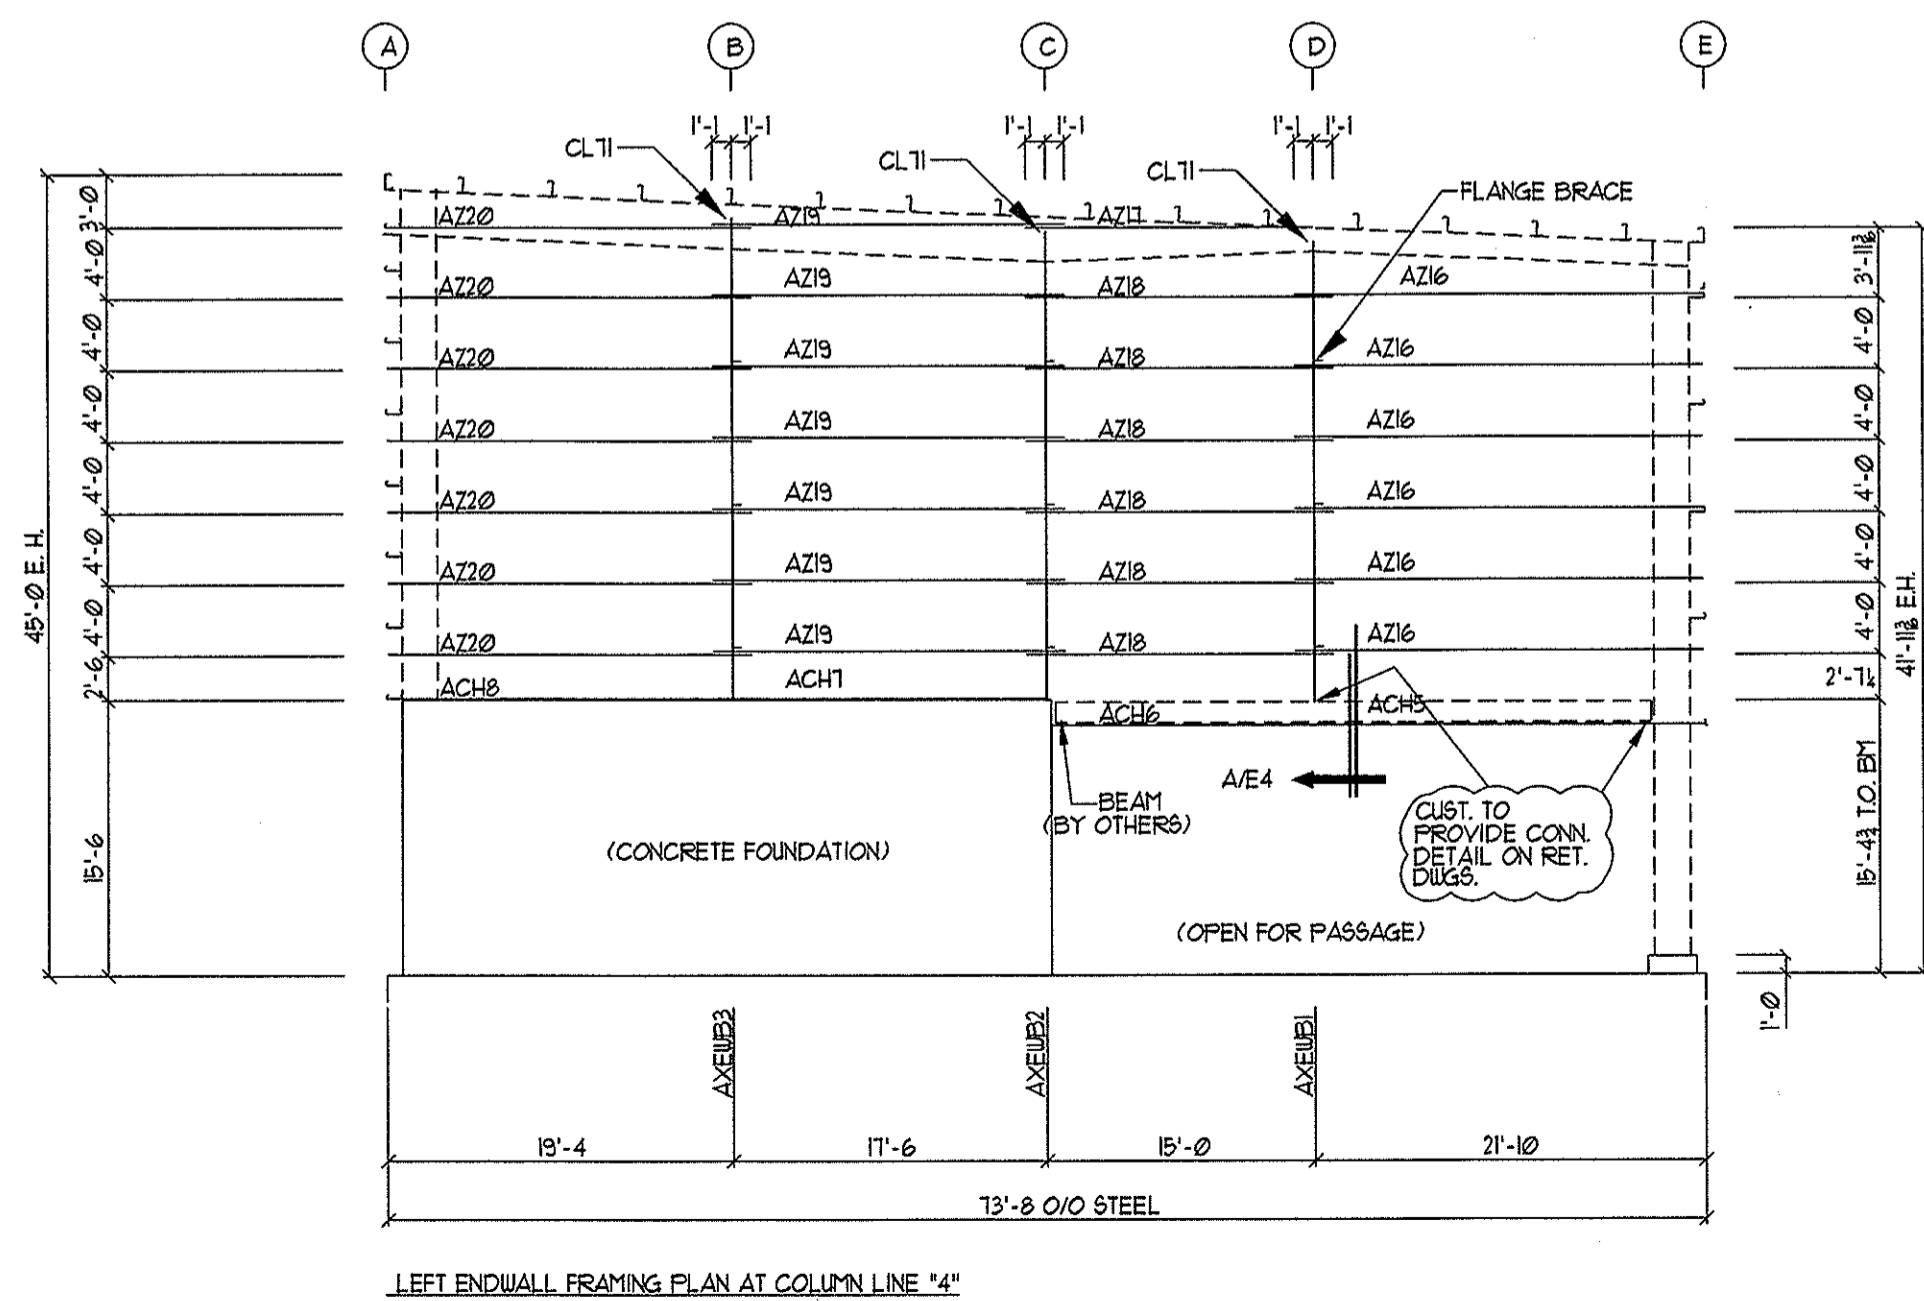 A B C D E
1'-1 1'-1 1'-1 1'-1 1'-1 1'-1
CL71 CL71 CL71
FLANGE BRACE
AZ20 AZ19 AZ17
AZ20 AZ19 AZ18 AZ16
AZ20 AZ19 AZ18 AZ16
AZ20 AZ19 AZ18 AZ16
AZ20 AZ19 AZ18 AZ16
AZ20 AZ19 AZ18 AZ16
AZ20 AZ19 AZ18 AZ16
ACH8 ACH7 ACH6 ACH5
45'-0 E. H.
3'-0
4'-0
4'-0
4'-0
4'-0
4'-0
4'-0
2'-6
15'-6
3'-11 3/16
4'-0
4'-0
4'-0
4'-0
4'-0
2'-7 1/4
15'-4 3/4 T.O. BM
41'-11 3/16 E.H.
1'-0
A/E4
BEAM
(BY OTHERS)
CUST. TO
PROVIDE CONN.
DETAIL ON RET.
DWGS.
(CONCRETE FOUNDATION)
(OPEN FOR PASSAGE)
AXEWB3 AXEWB2 AXEWB1
19'-4 17'-6 15'-0 21'-10
73'-8 O/O STEEL
LEFT ENDWALL FRAMING PLAN AT COLUMN LINE "4"